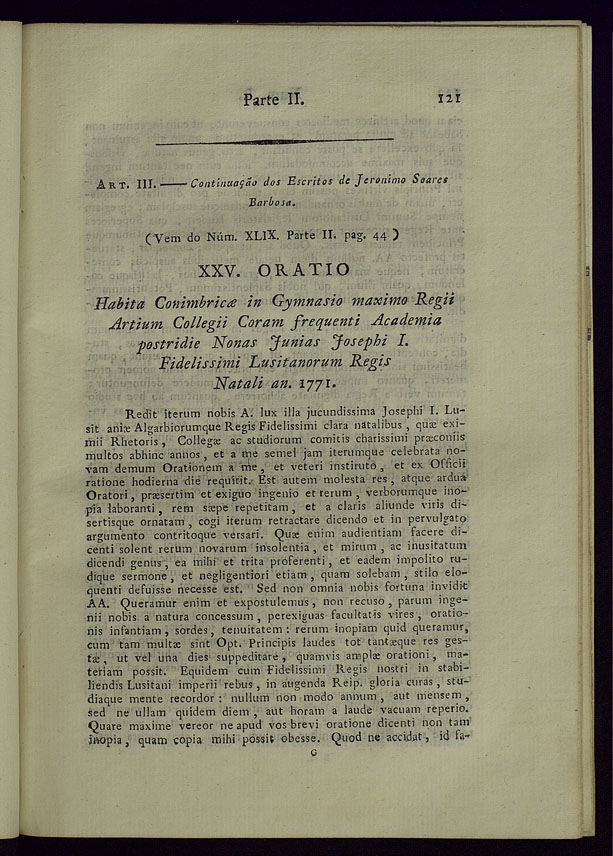 Parte II. 121
ART. III. —— Continuação dos Escritos de Jeronimo Soares
Barbosa.
(Vem do Núm. XLIX. Parte II. pag. 44)
XXV. ORATIO
Habita Conimbricæ in Gymnasio maximo Regii
Artium Collegii Coram frequenti Academia
postridie Nonas Junias Josephi I.
Fidelissimi Lusitanorum Regis
Natali an. 1771.
Redit iterum nobis A. lux illa jucundissima Josephi I. Lu-
sit aniæ Algarbiorumque Regis Fidelissimi clara natalibus, quæ exi-
mii Rhetoris, Collegæ ac studiorum comitis charissimi præconiis
multos abhinc annos, et a me semel jam iterumque celebrata no-
vam demum Orationem a me, et veteri instituto, et ex Officii
ratione hodierna die requirit. Est autem molesta res, atque ardua
Oratori, præsertim et exiguo ingenio et rerum, verborumque ino-
pia laboranti, rem sæpe repetitam, et a claris aliunde viris di-
sertisque ornatam, cogi iterum retractare dicendo et in pervulgato
argumento contritoque versari. Quæ enim audientiam facere di-
centi solent rerum novarum insolentia, et mirum, ac inusitatum
dicendi genus, ea mihi et trita proferenti, et eadem impolito ru-
dique sermone, et negligentiori etiam, quam solebam, stilo elo-
quenti defuisse necesse est. Sed non omnia nobis fortuna invidit
AA. Queramur enim et expostulemus, non recuso, parum inge-
nii nobis a natura concessum, perexiguas facultatis vires, oratio-
nis infantiam, sordes, tenuitatem: rerum inopiam quid queramur,
cum tam multæ sint Opt. Principis laudes tot tantæque res ges-
tæ, ut vel una dies suppeditare, quamvis amplæ orationi, ma-
teriam possit. Equidem cum Fidelissimi Regis nostri in stabi-
liendis Lusitani imperii rebus, in augenda Reip. gloria curas, stu-
diaque mente recordor: nullum non modo annum, aut mensem,
sed ne ullam quidem diem, aut horam a laude vacuam reperio.
Quare maxime vereor ne apud vos brevi oratione dicenti non tam
inopia, quam copia mihi possit obesse. Quod ne accidat, id fa-
G